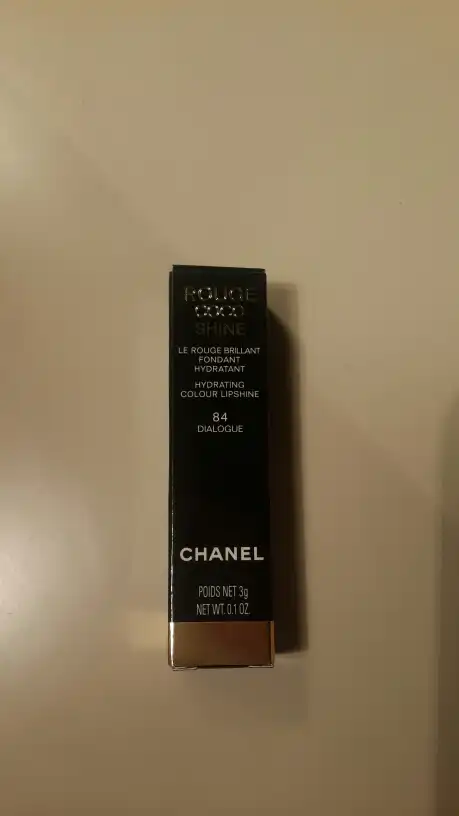 ROUGE
COCO
SHINE
LE ROUGE BRILLANT
FONDANT
HYDRATANT
HYDRATING
COLOUR LIPSHINE
84
DIALOGUE
CHANEL
POIDS NET 3g
NET WT. 0.1 OZ.